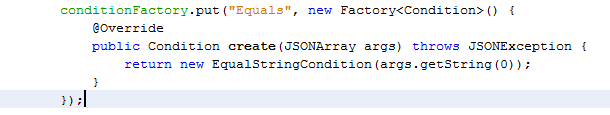 conditionFactory.put("Equals", new Factory<Condition>() {
@Override
public Condition create(JSONArray args) throws JSONException {
return new EqualStringCondition(args.getString(0));
}
});